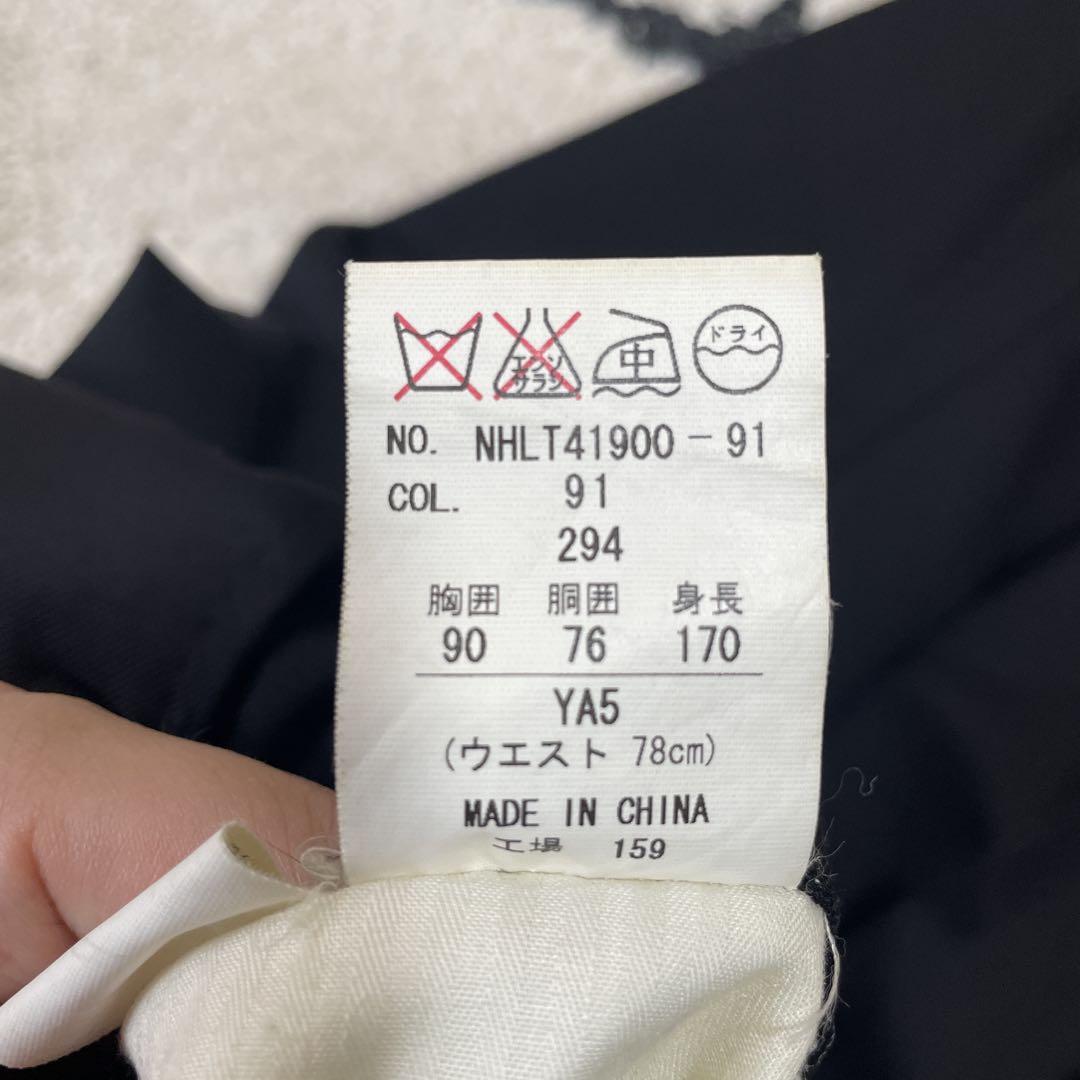 エンソ サラシ 中 ドライ
NO. NHLT41900-91
COL. 91
294
胸囲 胴囲 身長
90 76 170
YA5
(ウエスト 78cm)
MADE IN CHINA
工場 159